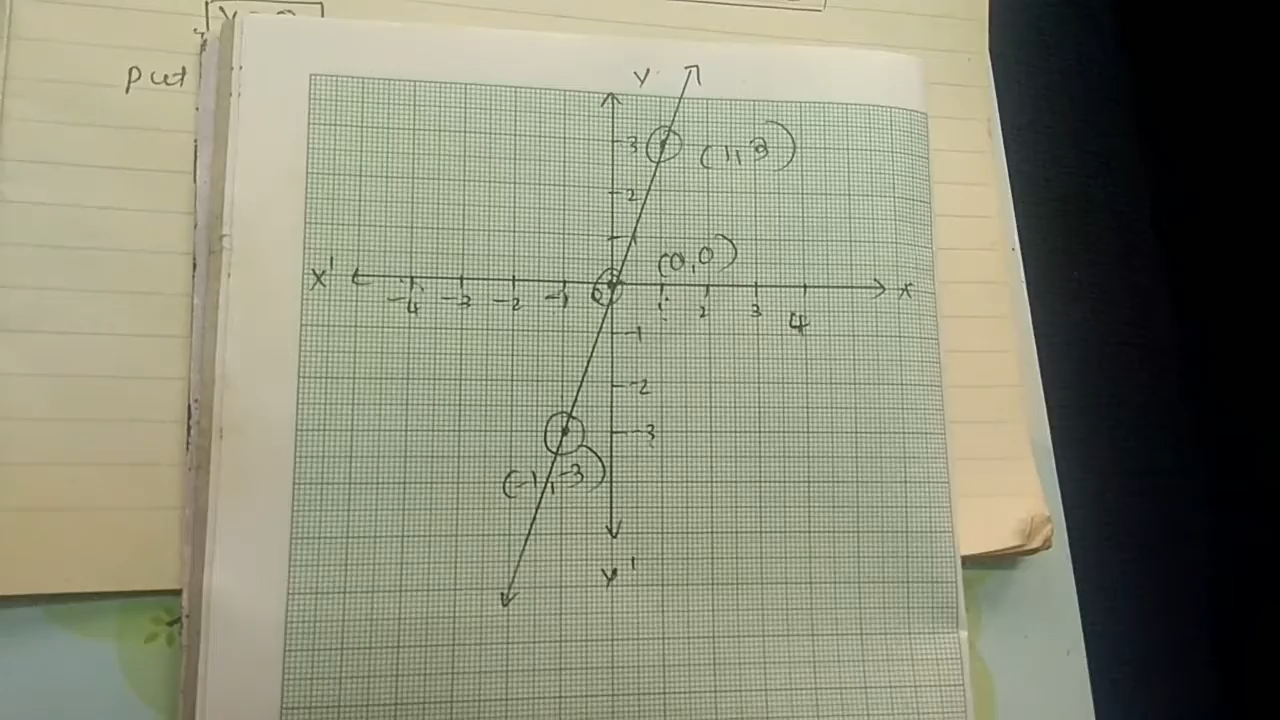 put
Y
3
(1,3)
2
1
(0,0)
X'
-4 -3 -2 -1 0 1 2 3 4
X
-1
-2
-3
(-1,-3)
Y'